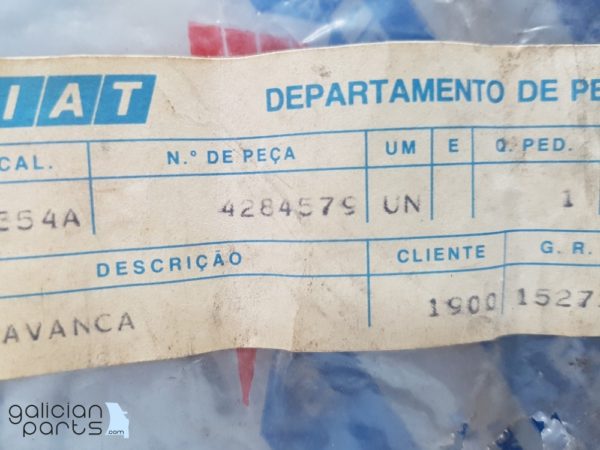 IAT DEPARTAMENTO DE PE
CAL. N.º DE PEÇA UM E Q. PED.
354A 4284579 UN 1
DESCRIÇÃO CLIENTE G. R.
AVANCA 1900 1527
galician
parts.com